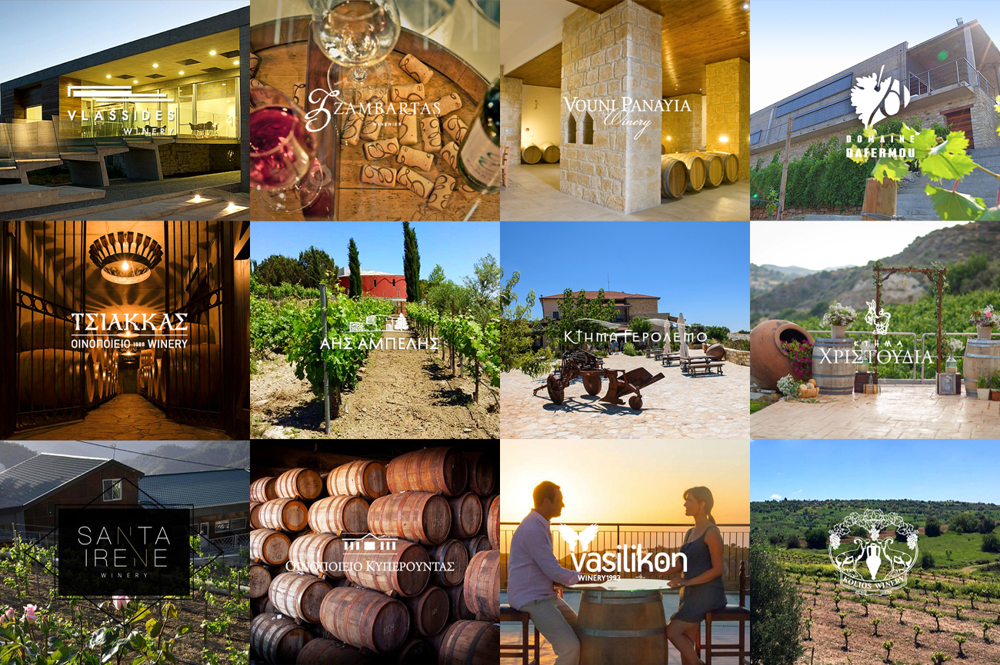 VLASSIDES
WINERY
ZAMBARTAS
WINERIES
VOUNI PANAYIA
Winery
DOMAINE
DAFERMOU
ΤΣΙΑΚΚΑΣ
ΟΙΝΟΠΟΙΕΙΟ 1988 WINERY
ΑΗΣ ΑΜΠΕΛΗΣ
ΚΤΗΜΑ ΓΕΡΟΛΕΜΟ
ΚΤΗΜΑ
ΧΡΙΣΤΟΥΔΙΑ
SANTA
IRENE
WINERY
ΟΙΝΟΠΟΙΕΙΟ ΚΥΠΕΡΟΥΝΤΑΣ
vasilikon
WINERY 1993
KOLIOS WINERY